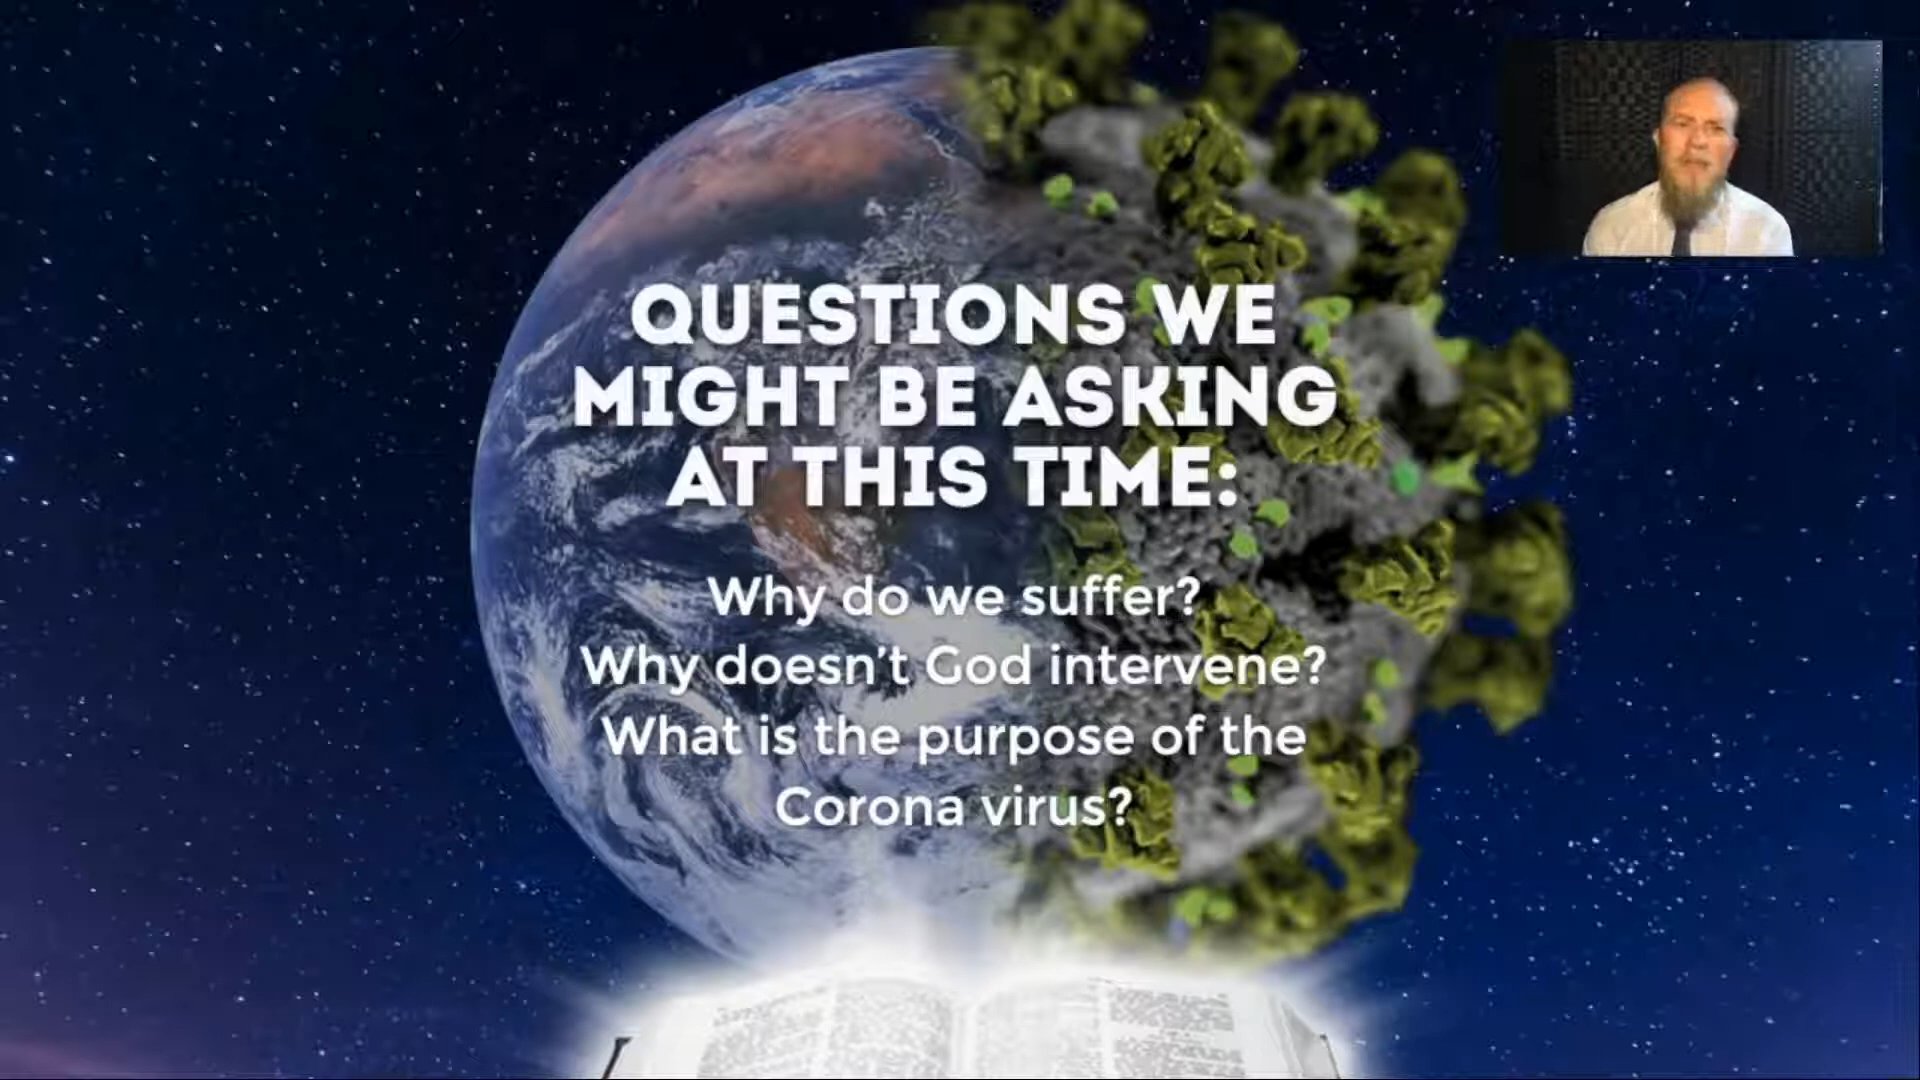 QUESTIONS WE
MIGHT BE ASKING
AT THIS TIME:
Why do we suffer?
Why doesn't God intervene?
What is the purpose of the
Corona virus?